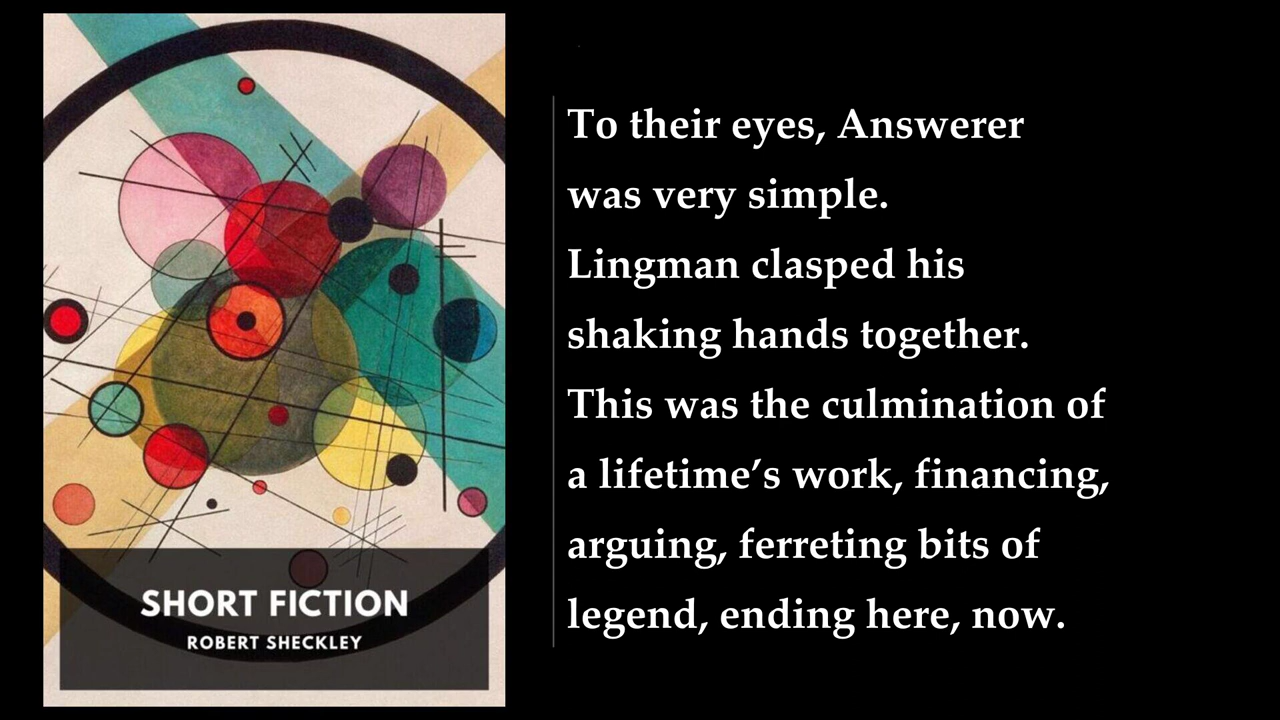 SHORT FICTION
ROBERT SHECKLEY
To their eyes, Answerer
was very simple.
Lingman clasped his
shaking hands together.
This was the culmination of
a lifetime’s work, financing,
arguing, ferreting bits of
legend, ending here, now.